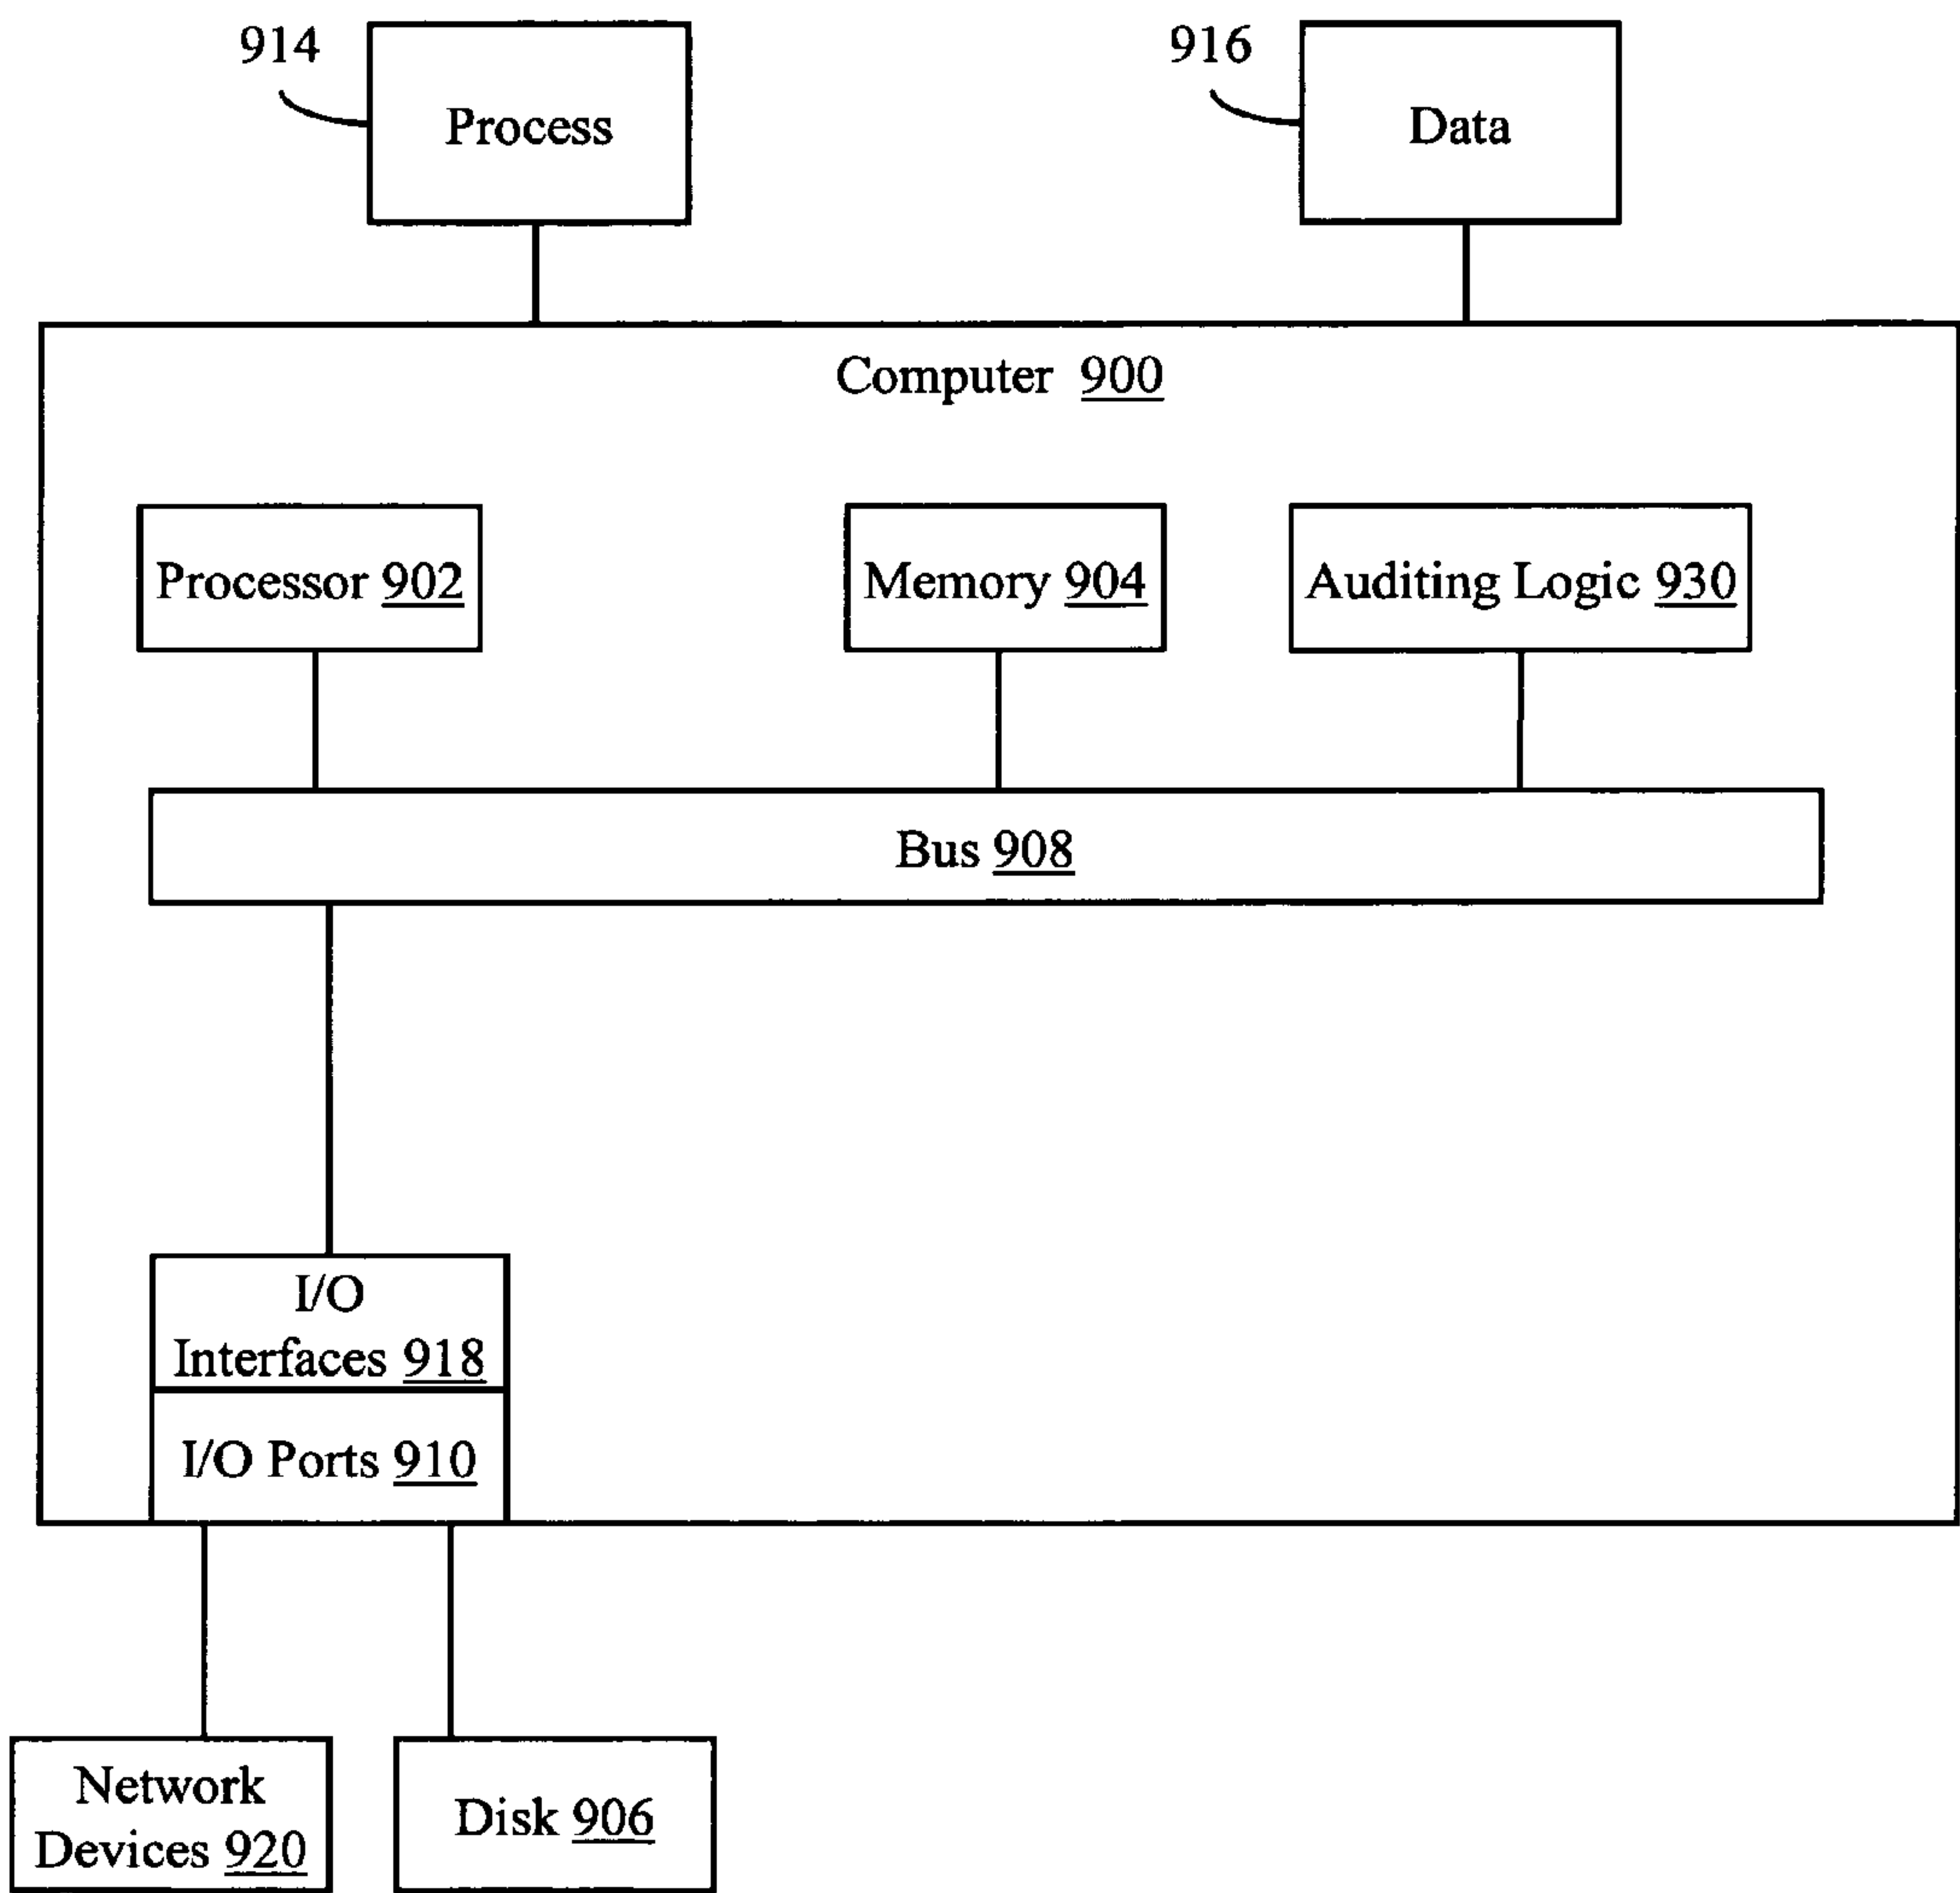 914
Process
916
Data
Computer 900
Processor 902
Memory 904
Auditing Logic 930
Bus 908
I/O
Interfaces 918
I/O Ports 910
Network
Devices 920
Disk 906